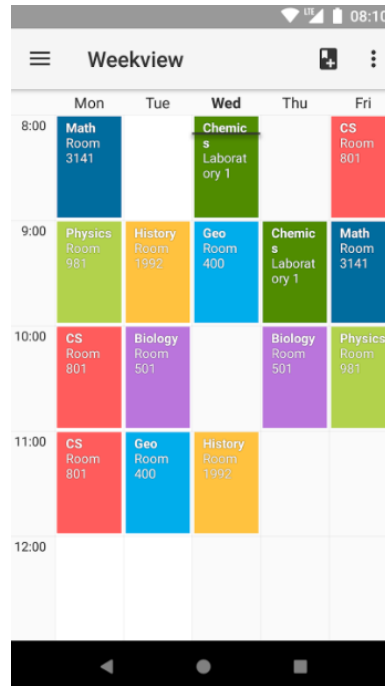 LTE 08:10
Weekview
Mon Tue Wed Thu Fri
8:00
Math
Room
3141
Chemic
s
Laborat
ory 1
CS
Room
801
9:00
Physics
Room
981
History
Room
1992
Geo
Room
400
Chemic
s
Laborat
ory 1
Math
Room
3141
10:00
CS
Room
801
Biology
Room
501
Biology
Room
501
Physics
Room
981
11:00
CS
Room
801
Geo
Room
400
History
Room
1992
12:00